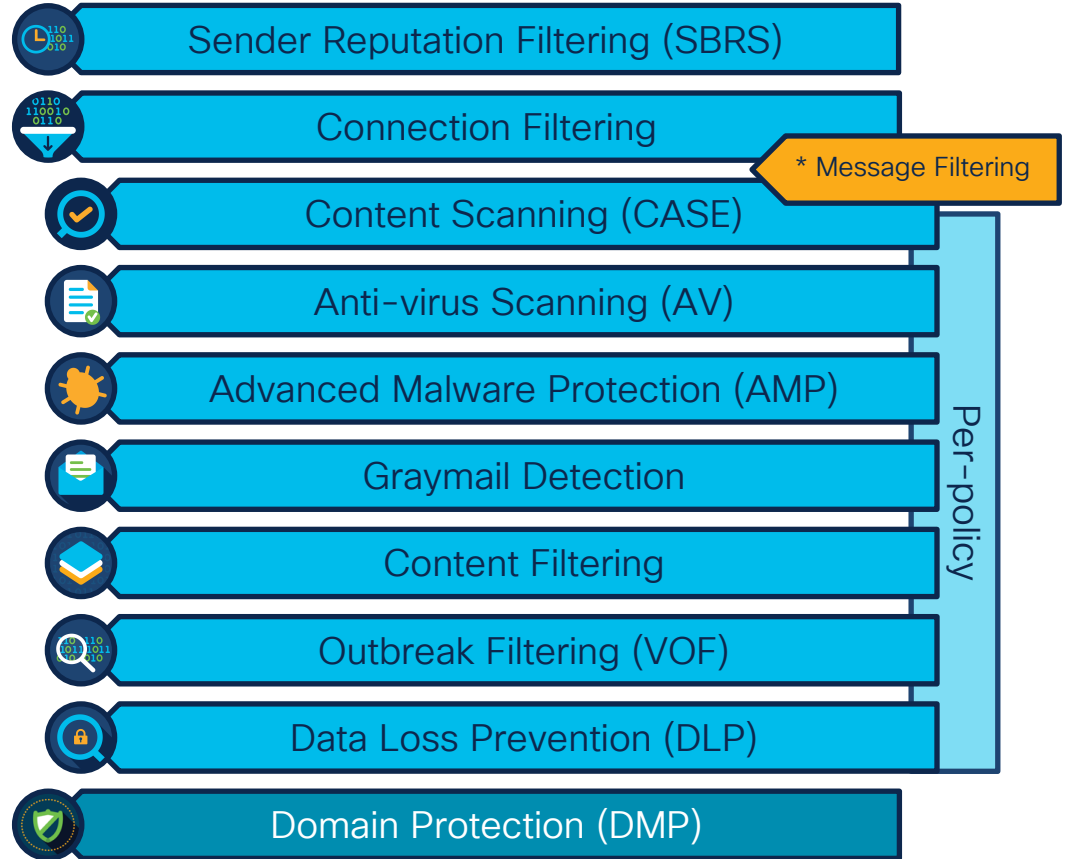 Sender Reputation Filtering (SBRS)
Connection Filtering
* Message Filtering
Content Scanning (CASE)
Anti-virus Scanning (AV)
Advanced Malware Protection (AMP)
Graymail Detection
Content Filtering
Outbreak Filtering (VOF)
Data Loss Prevention (DLP)
Per-policy
Domain Protection (DMP)